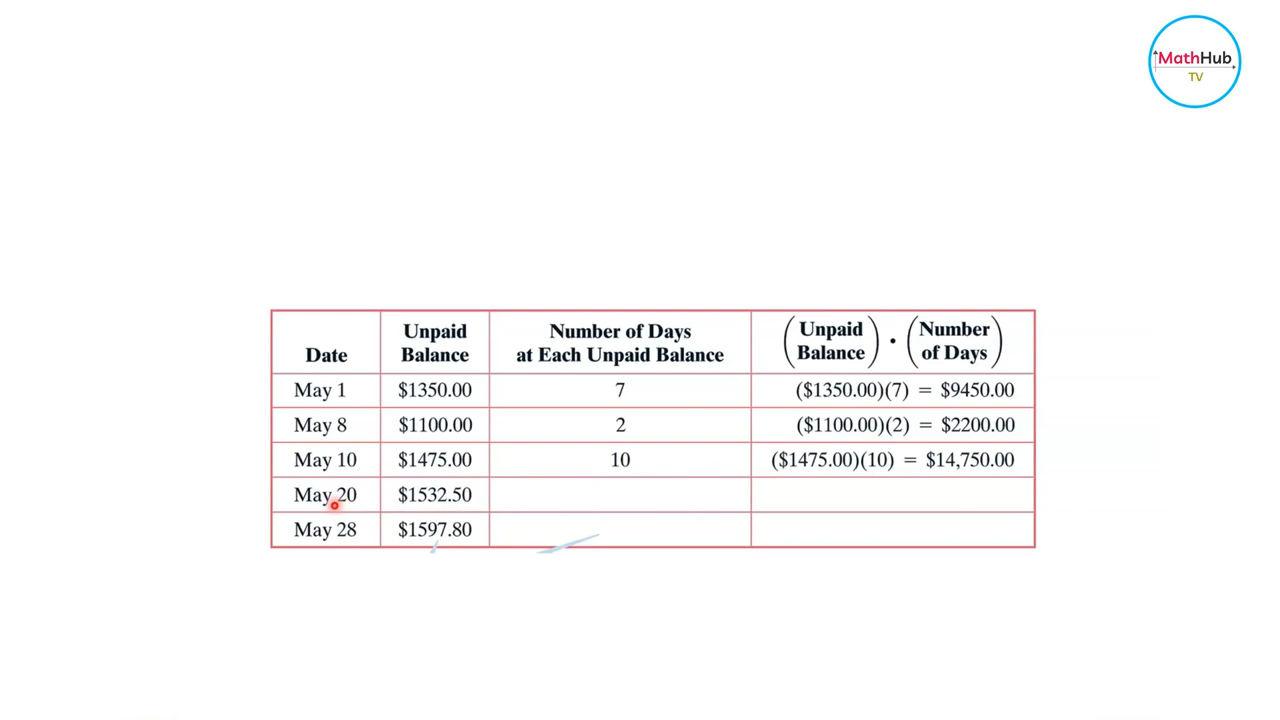 MathHub
TV
Date
Unpaid
Balance
Number of Days
at Each Unpaid Balance
(Unpaid Balance) · (Number of Days)
May 1 $1350.00 7 ($1350.00)(7) = $9450.00
May 8 $1100.00 2 ($1100.00)(2) = $2200.00
May 10 $1475.00 10 ($1475.00)(10) = $14,750.00
May 20 $1532.50
May 28 $1597.80